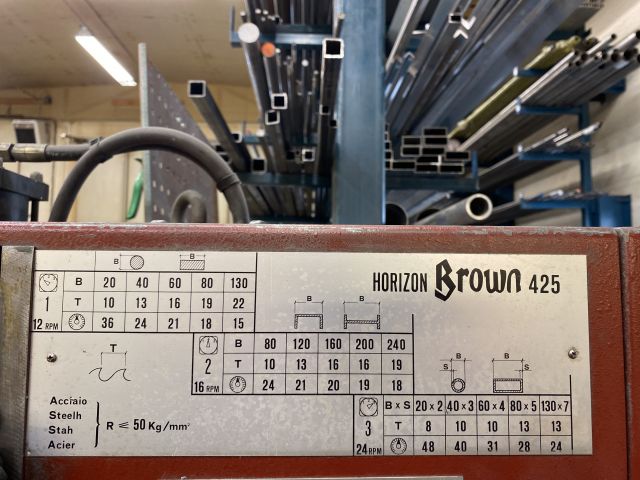 HORIZON Brown 425
B
B
1
12 RPM
B 20 40 60 80 130
T 10 13 16 19 22
36 24 21 18 15
B
B
T
2
16 RPM
B 80 120 160 200 240
T 10 13 16 16 19
24 21 20 19 18
B
B
S
S
3
24 RPM
B x S 20 x 2 40 x 3 60 x 4 80 x 5 130 x 7
T 8 10 10 13 13
48 40 31 28 24
Acciaio
Steelh
Stah
Acier
R ≤ 50 Kg/mm²